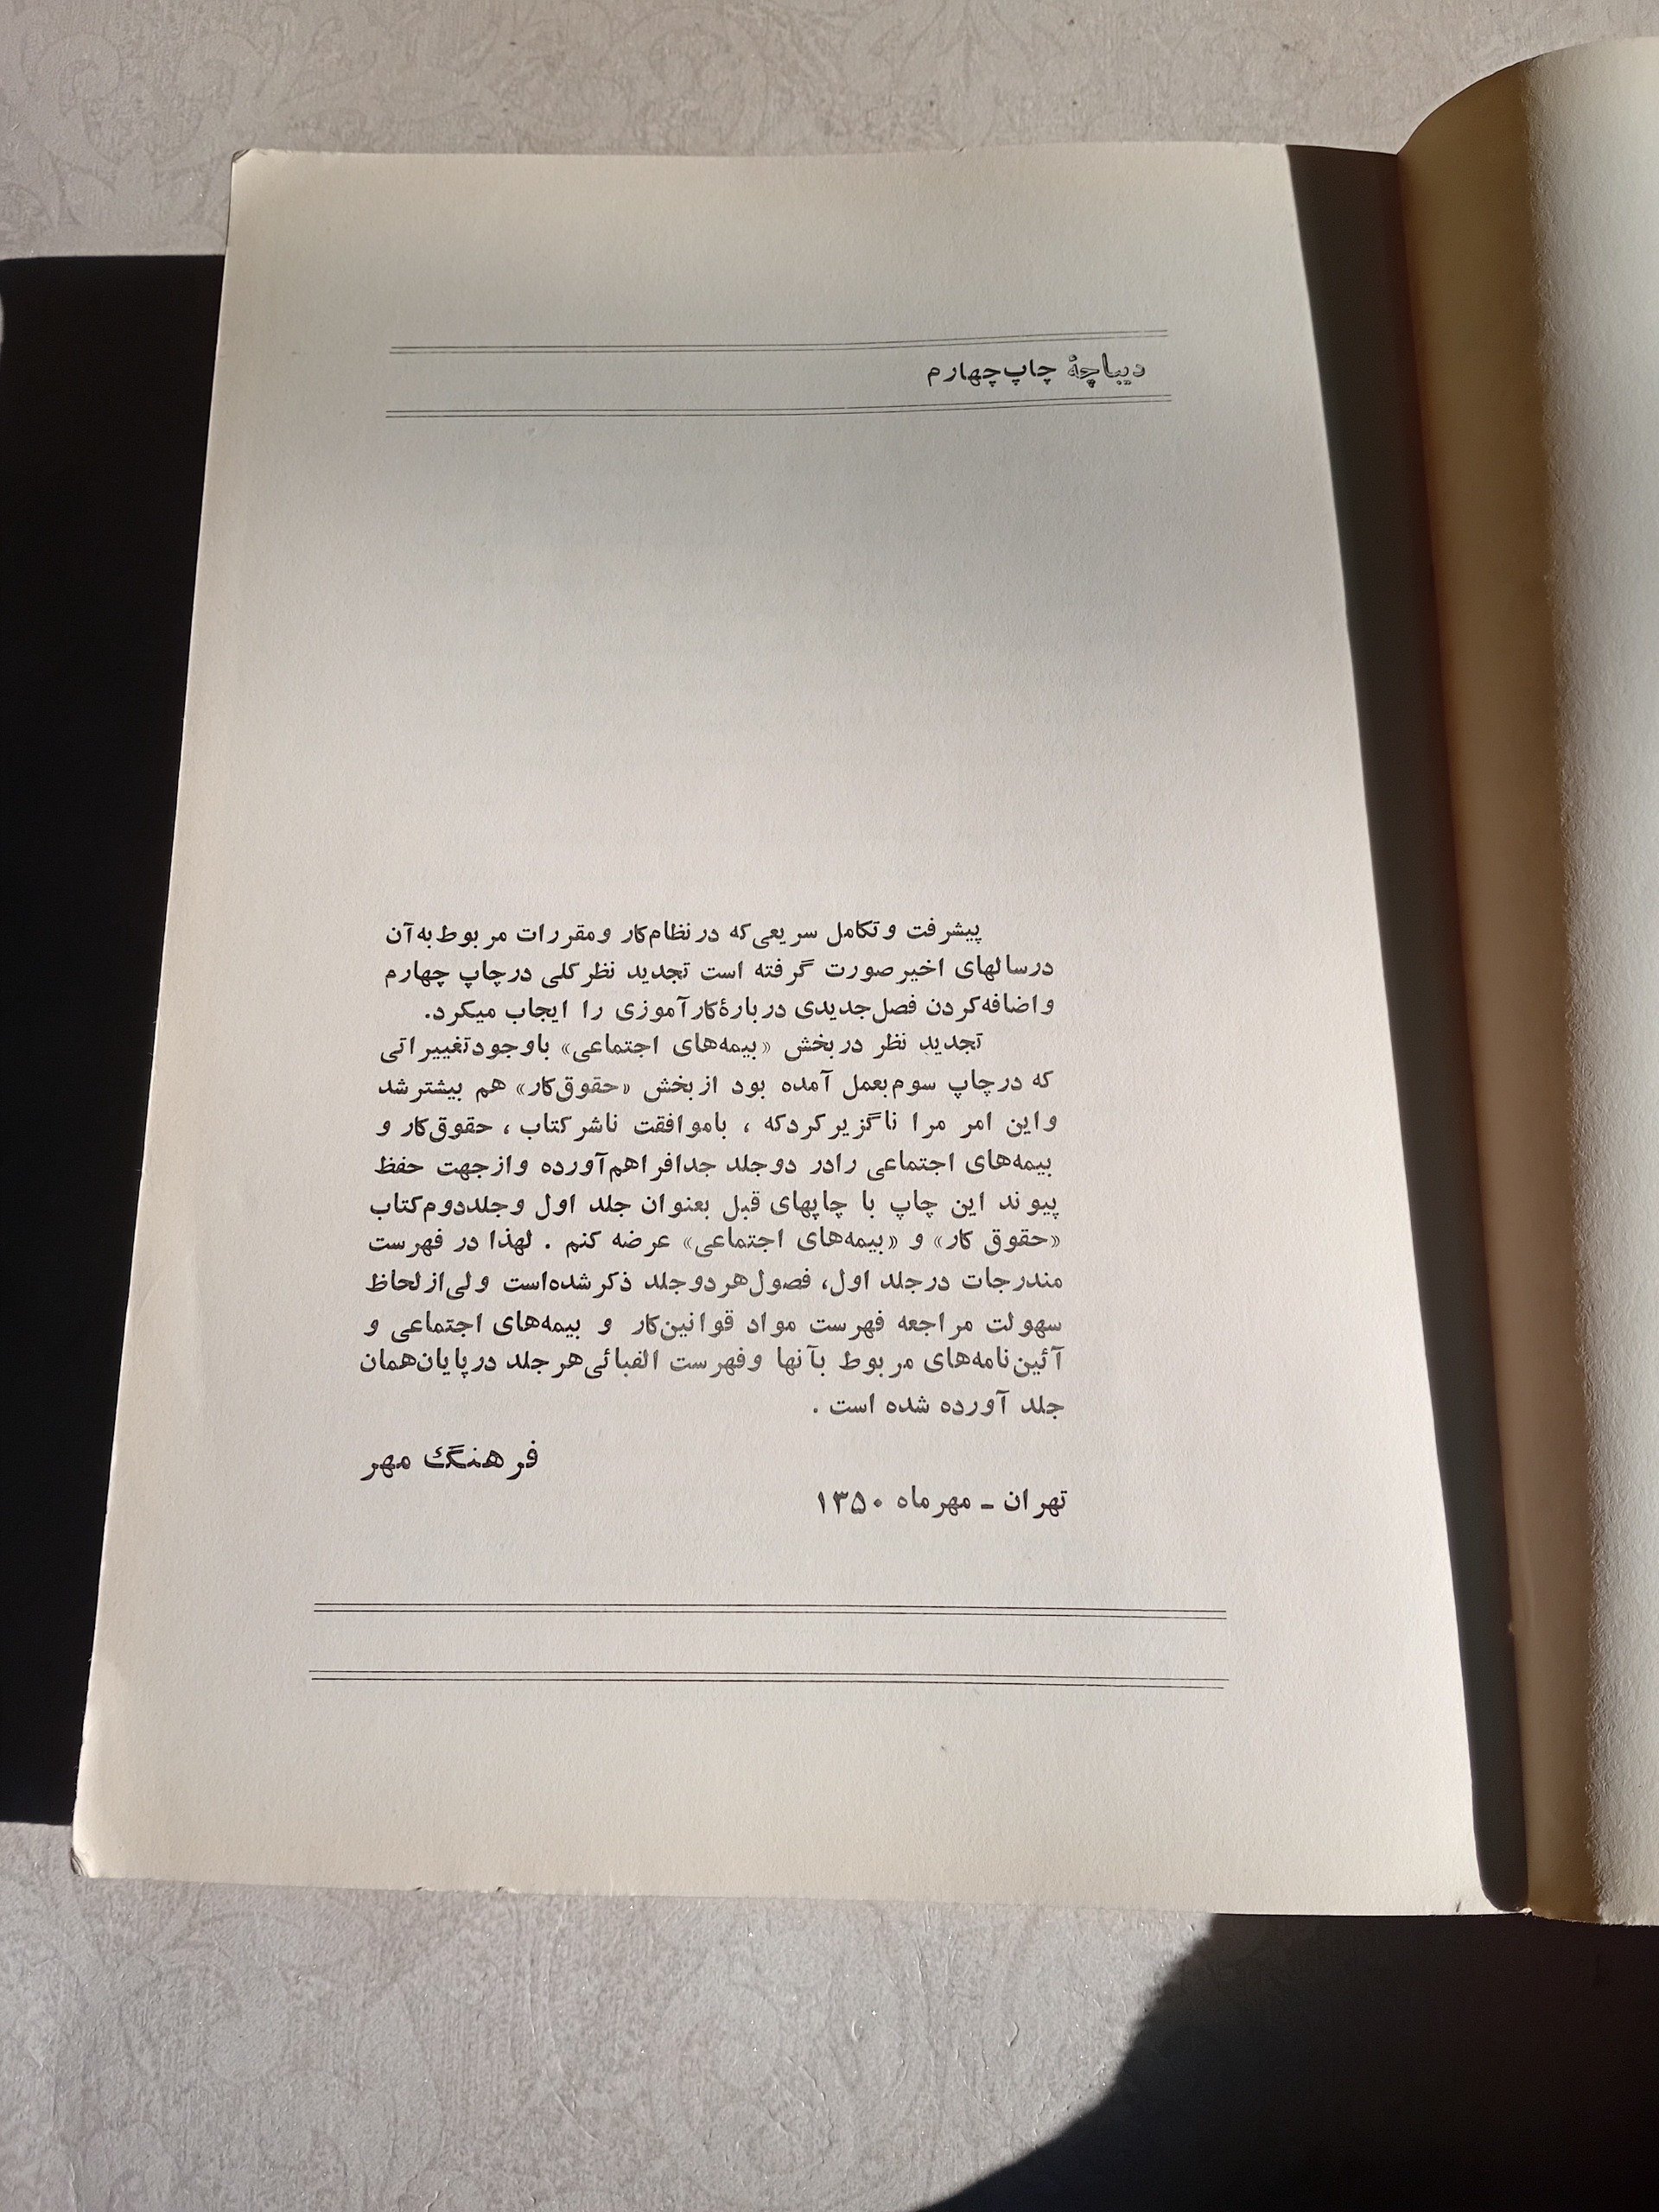 دیباچهٔ چاپ چهارم
پیشرفت و تکامل سریعی که در نظام کار و مقررات مربوط به آن
درسالهای اخیر صورت گرفته است تجدید نظر کلی در چاپ چهارم
و اضافه کردن فصل جدیدی دربارهٔ کارآموزی را ایجاب میکرد.
تجدید نظر در بخش «بیمه‌های اجتماعی» باوجود تغییراتی
که در چاپ سوم بعمل آمده بود از بخش «حقوق کار» هم بیشتر شد
و این امر مرا ناگزیر کرد که ، باموافقت ناشر کتاب ، حقوق کار و
بیمه‌های اجتماعی رادر دو جلد جدا فراهم آورده و از جهت حفظ
پیوند این چاپ با چاپهای قبل بعنوان جلد اول و جلد دوم کتاب
«حقوق کار» و «بیمه‌های اجتماعی» عرضه کنم . لهذا در فهرست
مندرجات در جلد اول، فصول هر دو جلد ذکر شده است ولی از لحاظ
سهولت مراجعه فهرست مواد قوانین کار و بیمه‌های اجتماعی و
آئین نامه‌های مربوط بآنها و فهرست الفبائی هر جلد در پایان همان
جلد آورده شده است .
فرهنگ مهر
تهران ـ مهرماه ۱۳۵۰